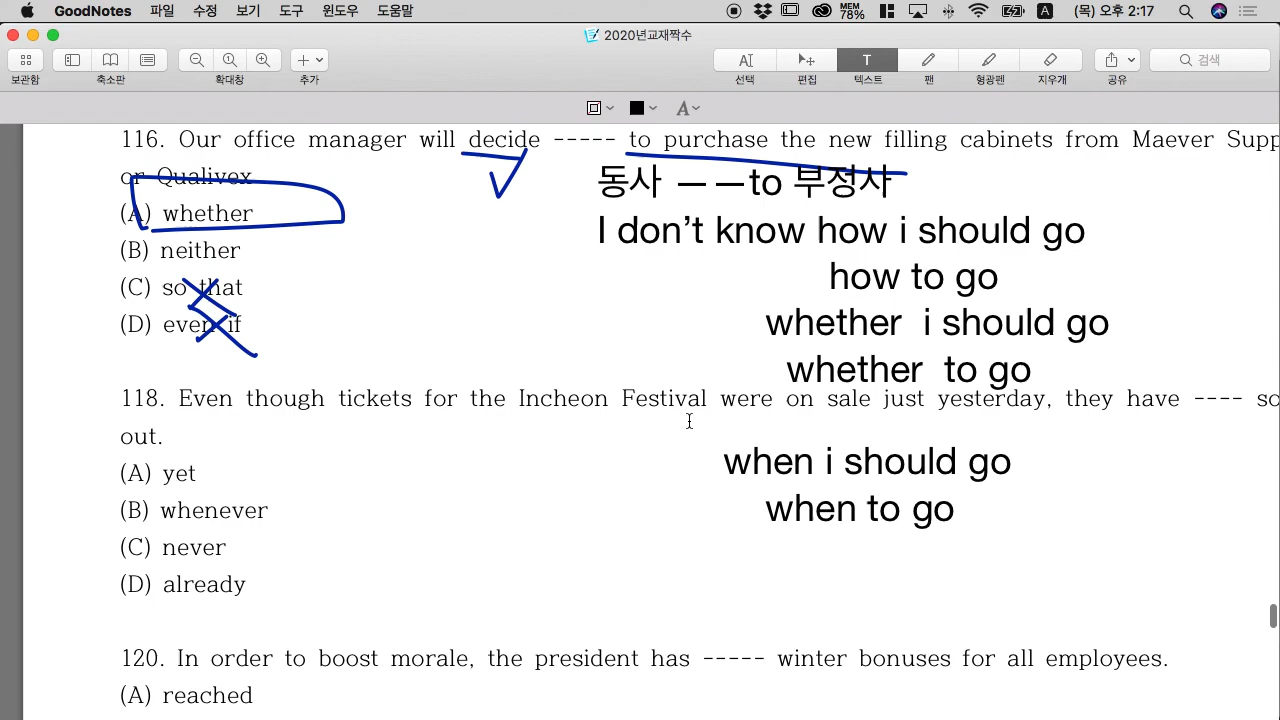 GoodNotes 파일 수정 보기 도구 윈도우 도움말 MEM 78% A (목) 오후 2:17
2020년교재짝수
보관함 축소판 확대창 추가 선택 편집 텍스트 펜 형광펜 지우개 공유 검색
116. Our office manager will decide ----- to purchase the new filling cabinets from Maever Supp
or Qualivex
동사 — —to 부정사
(A) whether
I don’t know how i should go
(B) neither
how to go
(C) so that
whether i should go
(D) even if
whether to go
118. Even though tickets for the Incheon Festival were on sale just yesterday, they have ---- so
out.
when i should go
(A) yet
when to go
(B) whenever
(C) never
(D) already
120. In order to boost morale, the president has ----- winter bonuses for all employees.
(A) reached